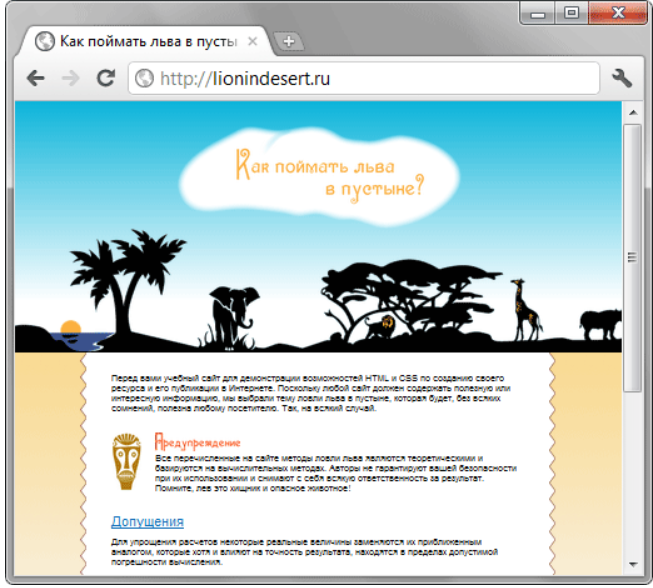 Как поймать льва в пусты
http://lionindesert.ru
Как поймать льва
в пустыне?
Перед вами учебный сайт для демонстрации возможностей HTML и CSS по созданию своего
ресурса и его публикации в Интернете. Поскольку любой сайт должен содержать полезную или
интересную информацию, мы выбрали тему ловли льва в пустыне, которая будет, без всяких
сомнений, полезна любому посетителю. Так, на всякий случай.
Предупреждение
Все перечисленные на сайте методы ловли льва являются теоретическими и
базируются на вычислительных методах. Авторы не гарантируют вашей безопасности
при их использовании и снимают с себя всякую ответственность за результат.
Помните, лев это хищник и опасное животное!
Допущения
Для упрощения расчетов некоторые реальные величины заменяются их приближенным
аналогом, которые хотя и влияют на точность результата, находятся в пределах допустимой
погрешности вычисления.